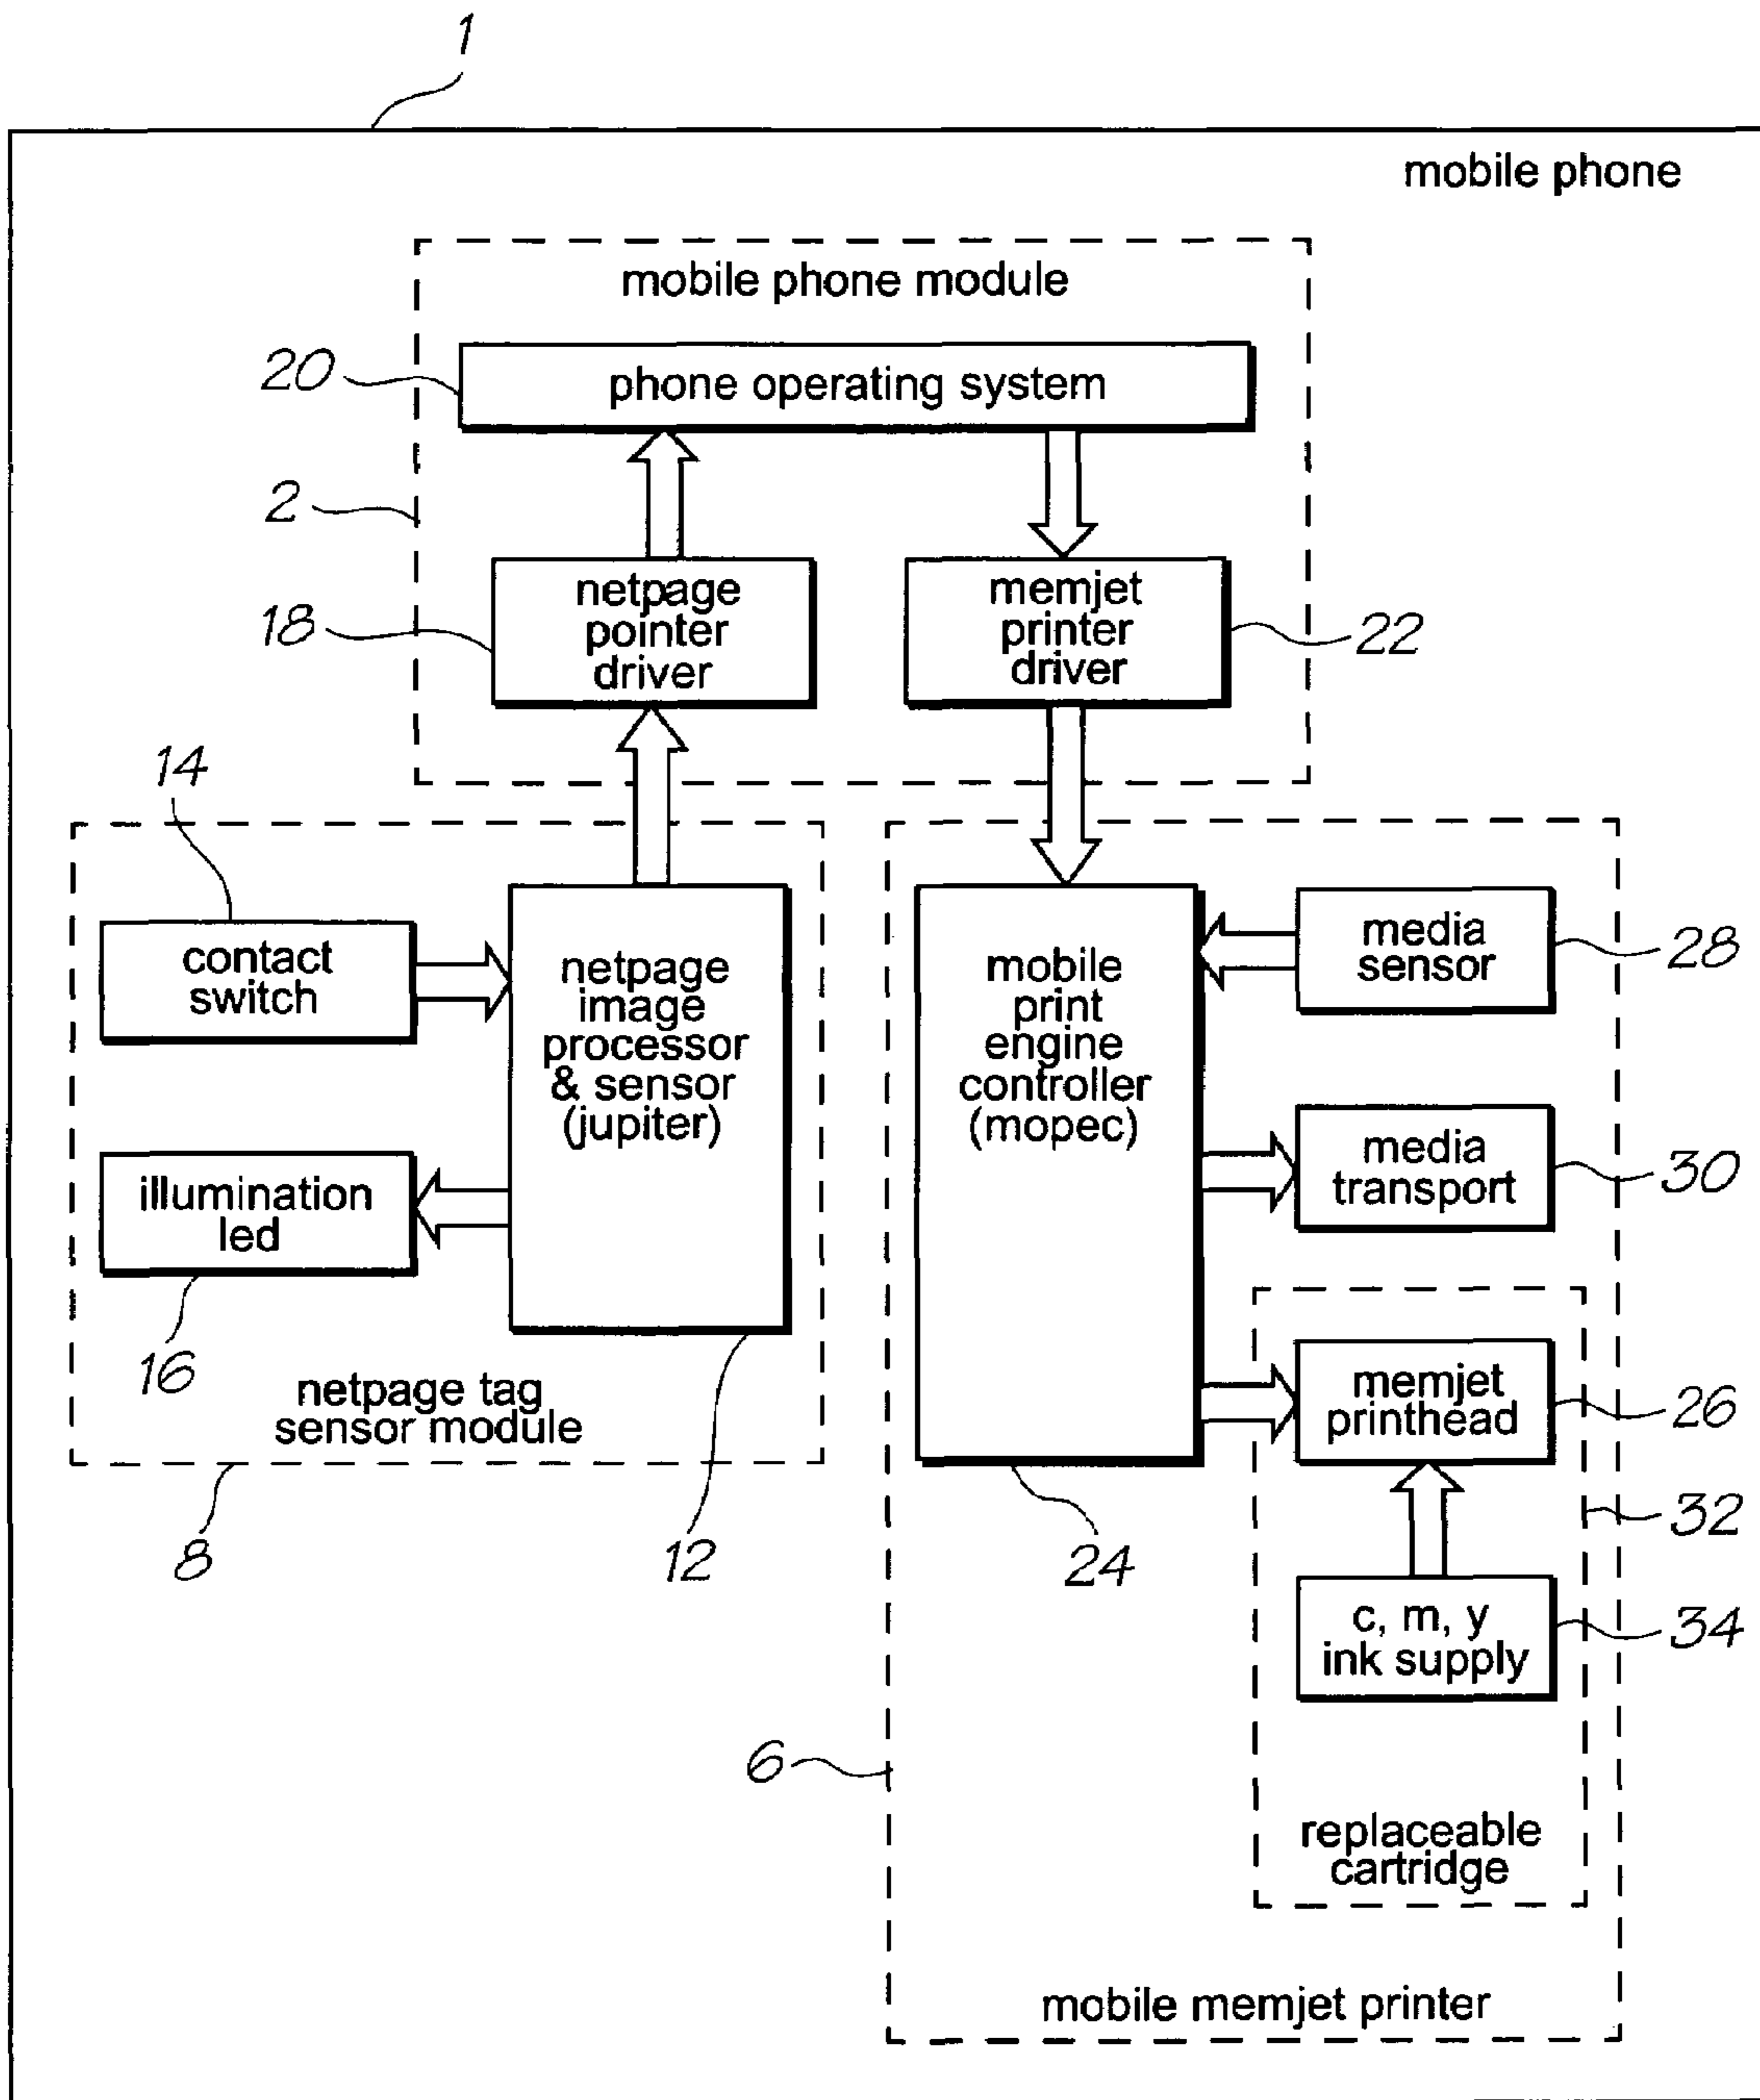 1
mobile phone
mobile phone module
20
phone operating system
2
18
netpage
pointer
driver
memjet
printer
driver
22
14
contact
switch
netpage
image
processor
& sensor
(jupiter)
illumination
led
16
netpage tag
sensor module
8
12
mobile
print
engine
controller
(mopec)
24
media
sensor
28
media
transport
30
memjet
printhead
26
32
c, m, y
ink supply
34
6
replaceable
cartridge
mobile memjet printer